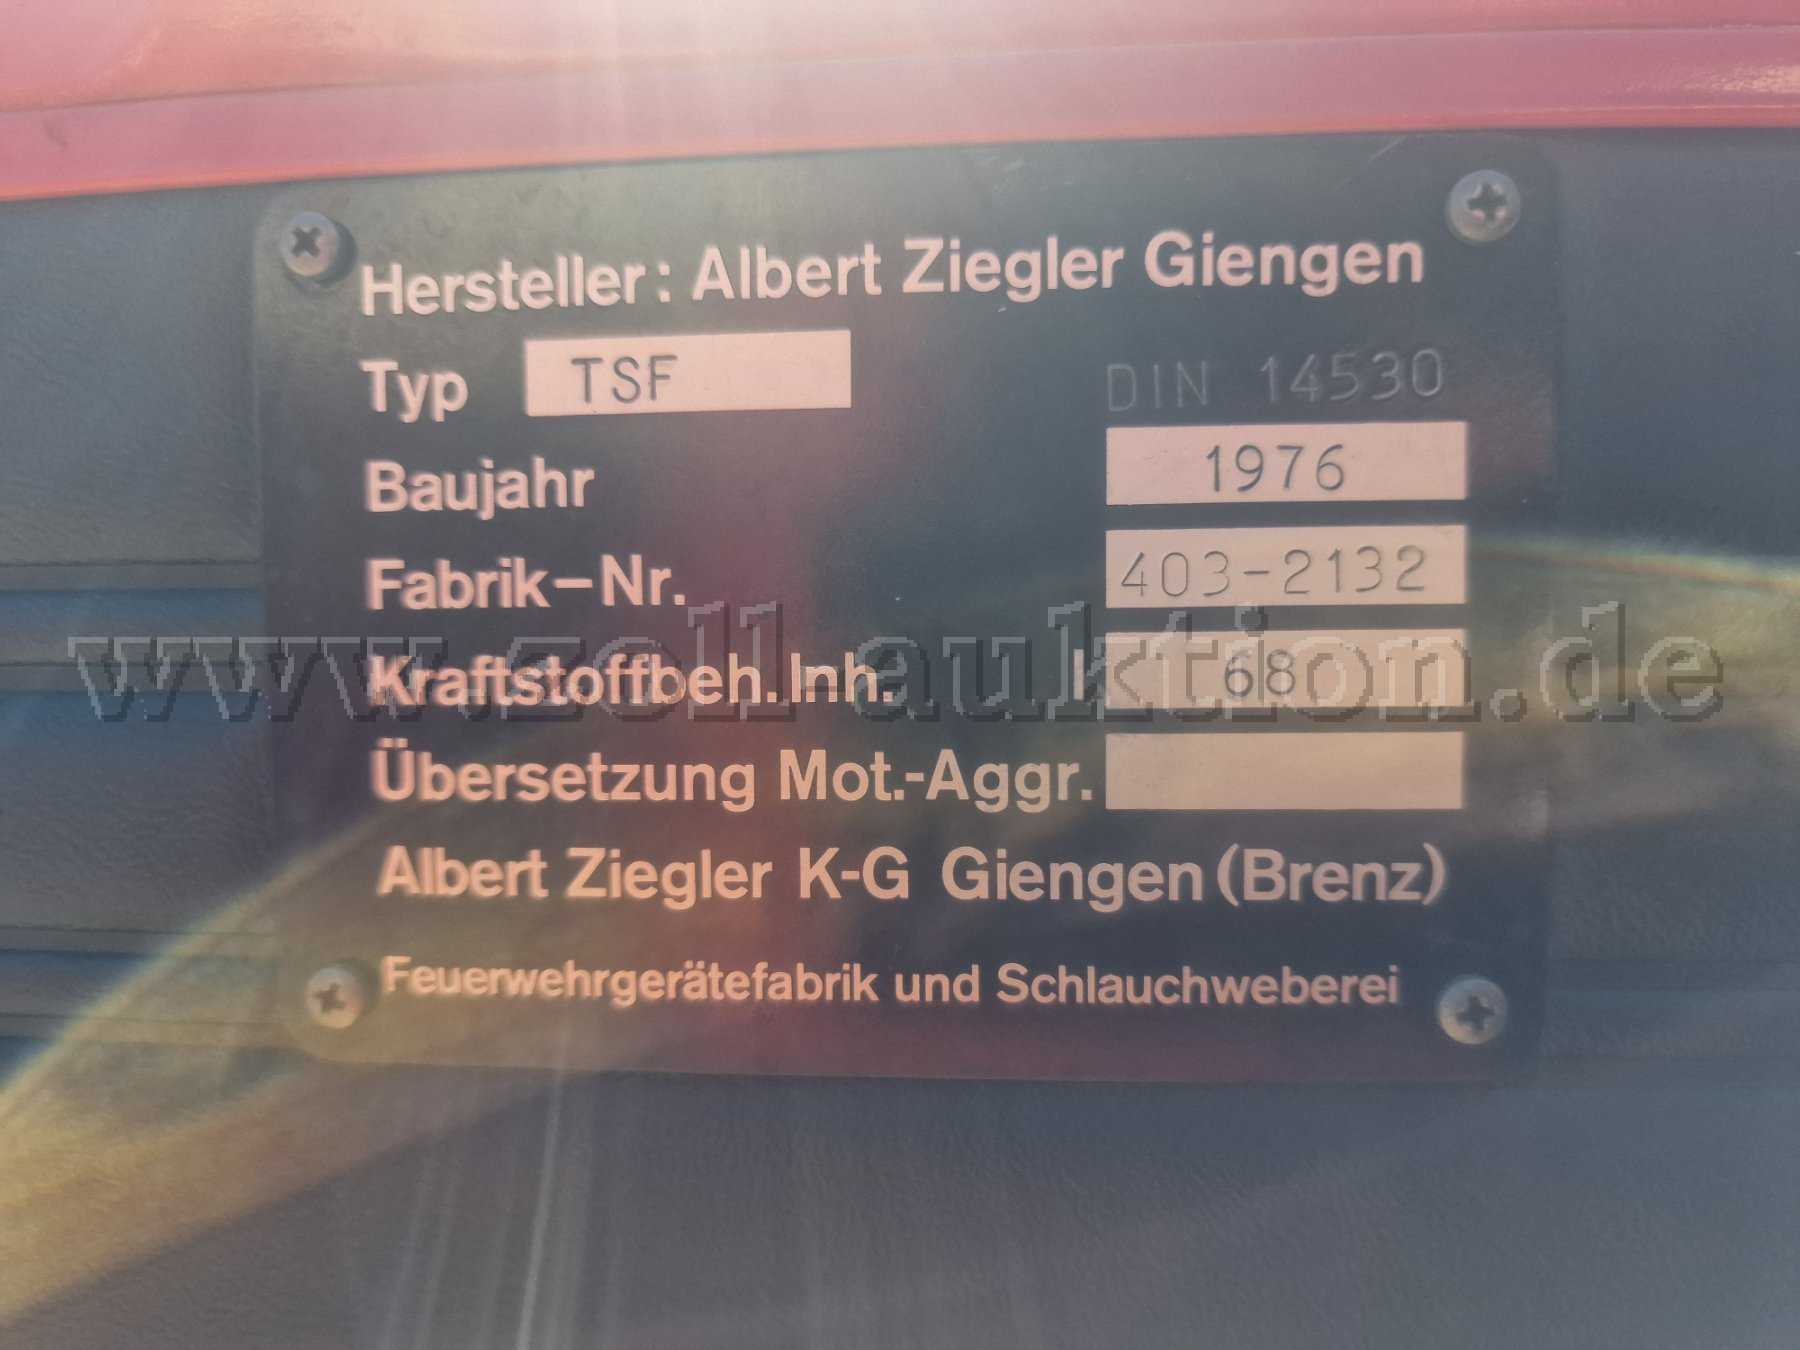 Hersteller: Albert Ziegler Giengen
Typ TSF DIN 14530
Baujahr 1976
Fabrik-Nr. 403-2132
www.zoll-auktion.de
Kraftstoffbeh.Inh. l 68
Übersetzung Mot.-Aggr.
Albert Ziegler K-G Giengen (Brenz)
Feuerwehrgerätefabrik und Schlauchweberei